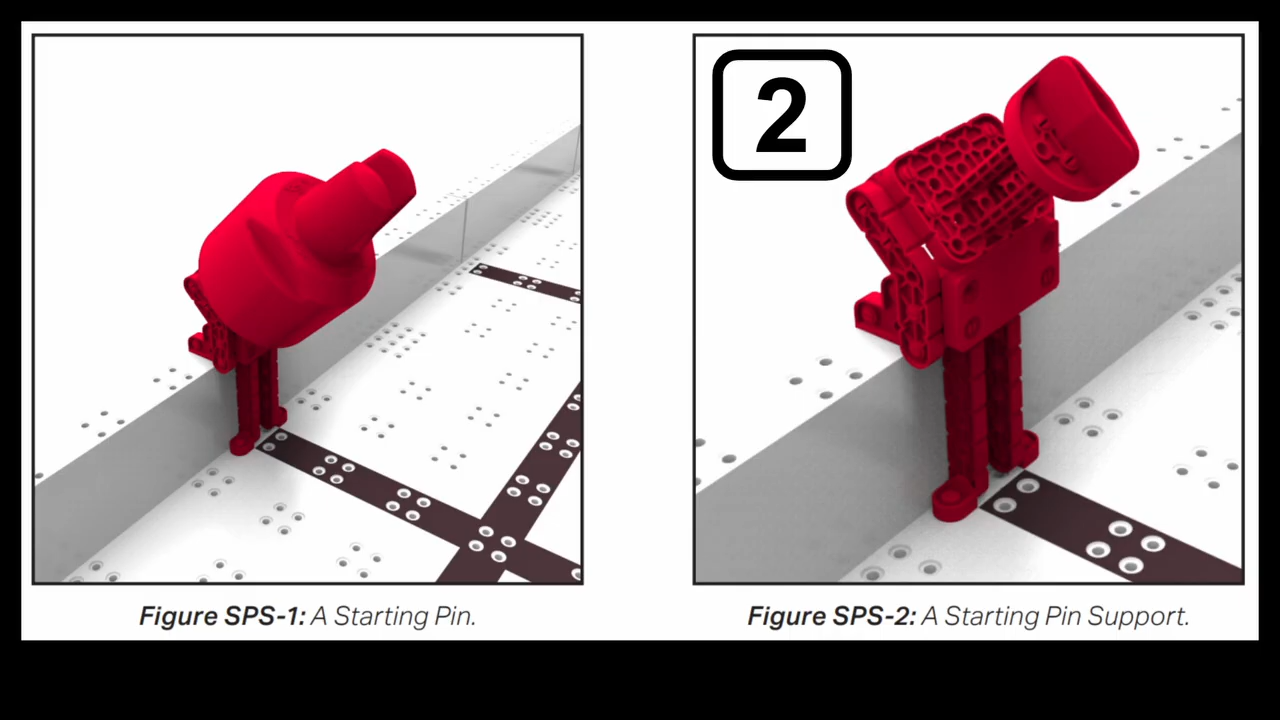 2
Figure SPS-1: A Starting Pin.
Figure SPS-2: A Starting Pin Support.